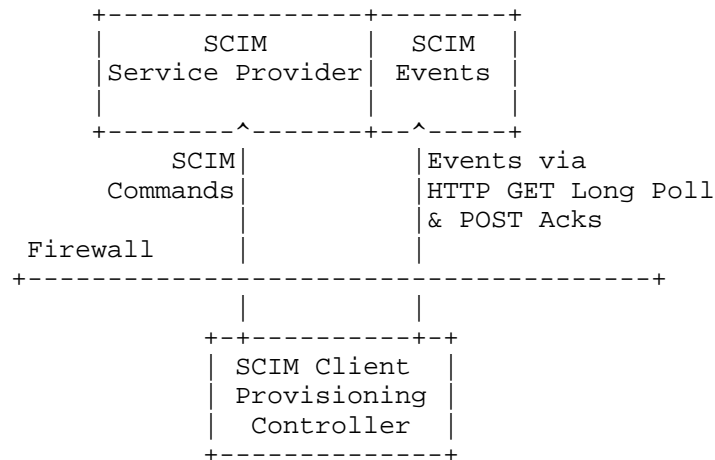 SCIM SCIM
Service Provider Events
SCIM Events via
Commands HTTP GET Long Poll
& POST Acks
Firewall
SCIM Client
Provisioning
Controller